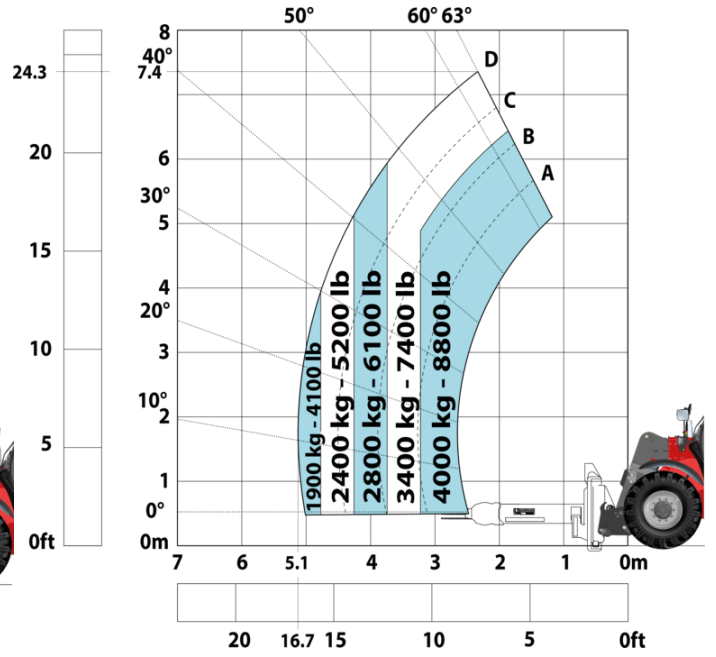 50°
60° 63°
8
40°
24.3
7.4
D
C
B
A
20
6
30°
5
15
4
20°
3
10
10°
2
5
1
0°
0ft
0m
1900 kg - 4100 lb
2400 kg - 5200 lb
2800 kg - 6100 lb
3400 kg - 7400 lb
4000 kg - 8800 lb
7 6 5.1 4 3 2 1 0m
20 16.7 15 10 5 0ft